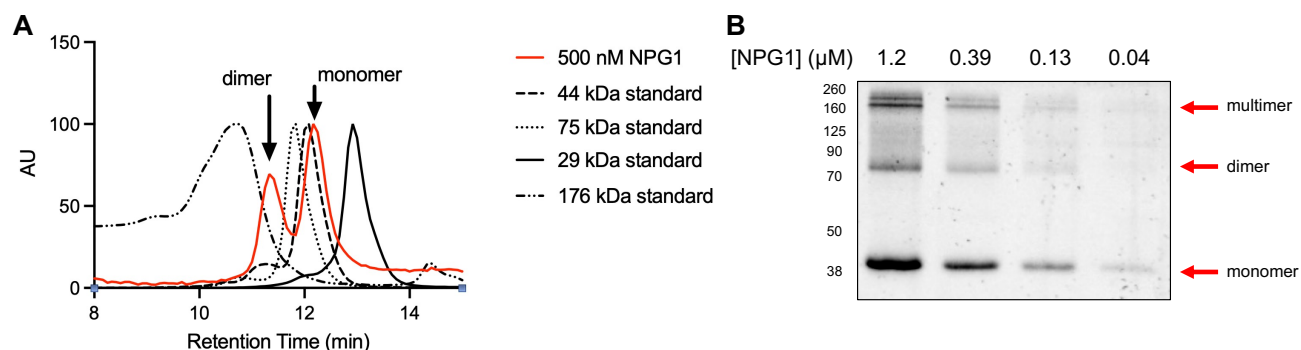 A
150
100
50
0
AU
8
10
12
14
Retention Time (min)
dimer
monomer
500 nM NPG1
44 kDa standard
75 kDa standard
29 kDa standard
176 kDa standard
B
[NPG1] (μM) 1.2 0.39 0.13 0.04
260
160
125
90
70
50
38
multimer
dimer
monomer